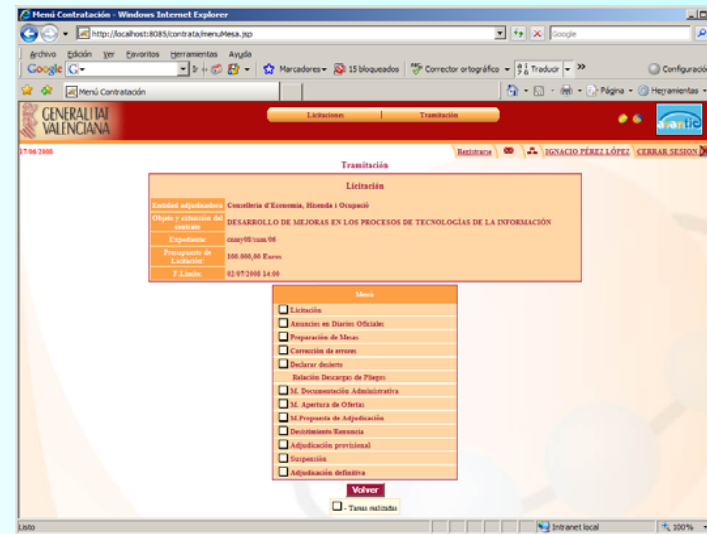 Menú Contratación - Windows Internet Explorer
http://localhost:8085/contrata/menuMesa.jsp
Google
Archivo Edición Ver Favoritos Herramientas Ayuda
Google G Ir Marcadores 15 bloqueados Corrector ortográfico Traducir Configuració
Menú Contratación Página Herramientas
GENERALITAT VALENCIANA
Licitaciones | Tramitación
avantic
17/06/2008
Registrarse IGNACIO PÉREZ LÓPEZ CERRAR SESION
Tramitación
Licitación
Entidad adjudicadora Conselleria d'Economia, Hisenda i Ocupació
Objeto y extensión del contrato DESARROLLO DE MEJORAS EN LOS PROCESOS DE TECNOLOGÍAS DE LA INFORMACIÓN
Expediente:
Presupuesto de Licitación: 100.000,00 Euros
F.Límite: 02/07/2008 14:00
Menú
Licitación
Anuncios en Diarios Oficiales
Preparación de Mesas
Corrección de errores
Declarar desierto
Relación Descargas de Pliegos
M. Documentación Administrativa
M. Apertura de Ofertas
M.Propuesta de Adjudicación
Desistimiento/Renuncia
Adjudicación provisional
Suspensión
Adjudicación definitiva
Volver
- Tareas realizadas
Listo
Intranet local
100%